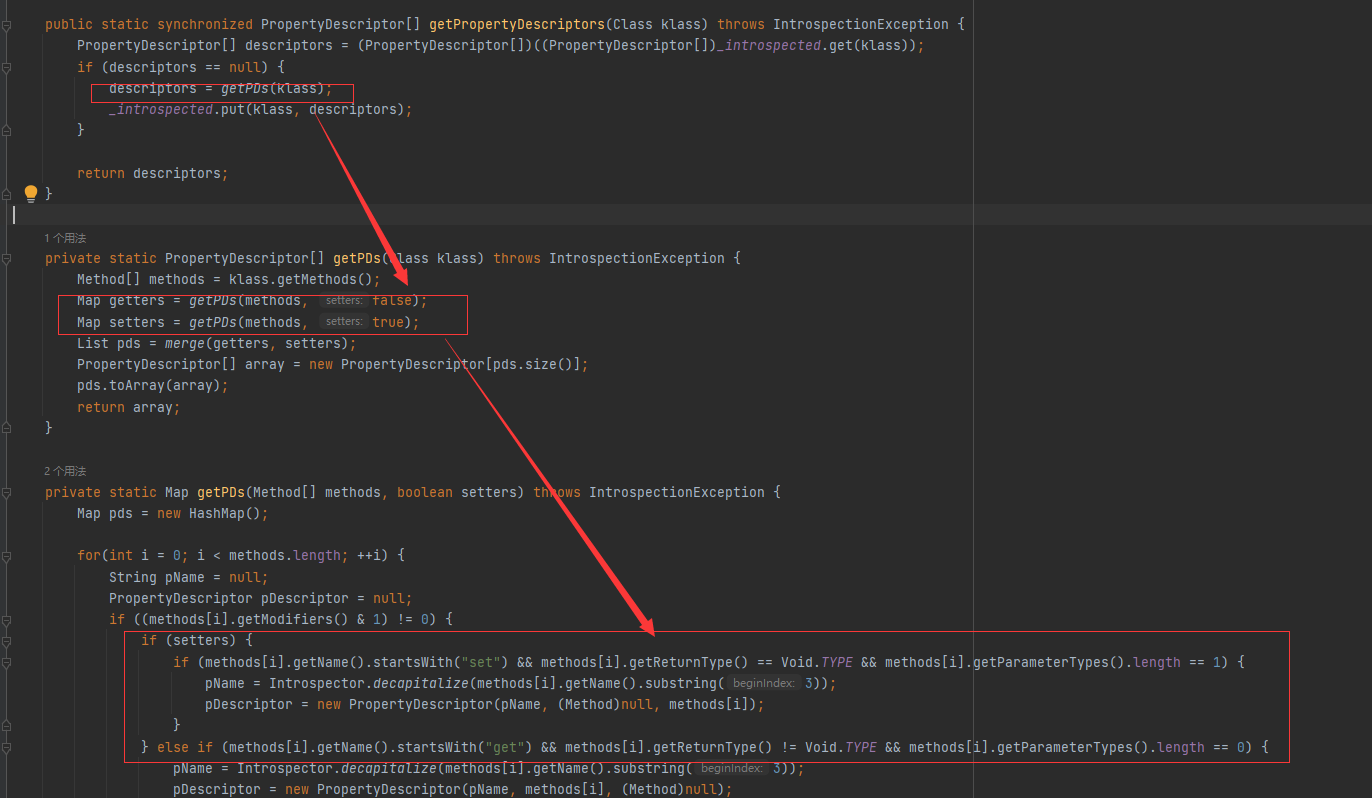 public static synchronized PropertyDescriptor[] getPropertyDescriptors(Class klass) throws IntrospectionException {
PropertyDescriptor[] descriptors = (PropertyDescriptor[])((PropertyDescriptor[])_introspected.get(klass));
if (descriptors == null) {
descriptors = getPDs(klass);
_introspected.put(klass, descriptors);
}
return descriptors;
}
1 个用法
private static PropertyDescriptor[] getPDs(Class klass) throws IntrospectionException {
Method[] methods = klass.getMethods();
Map getters = getPDs(methods, setters: false);
Map setters = getPDs(methods, setters: true);
List pds = merge(getters, setters);
PropertyDescriptor[] array = new PropertyDescriptor[pds.size()];
pds.toArray(array);
return array;
}
2 个用法
private static Map getPDs(Method[] methods, boolean setters) throws IntrospectionException {
Map pds = new HashMap();
for(int i = 0; i < methods.length; ++i) {
String pName = null;
PropertyDescriptor pDescriptor = null;
if ((methods[i].getModifiers() & 1) != 0) {
if (setters) {
if (methods[i].getName().startsWith("set") && methods[i].getReturnType() == Void.TYPE && methods[i].getParameterTypes().length == 1) {
pName = Introspector.decapitalize(methods[i].getName().substring( beginIndex: 3));
pDescriptor = new PropertyDescriptor(pName, (Method)null, methods[i]);
}
} else if (methods[i].getName().startsWith("get") && methods[i].getReturnType() != Void.TYPE && methods[i].getParameterTypes().length == 0) {
pName = Introspector.decapitalize(methods[i].getName().substring( beginIndex: 3));
pDescriptor = new PropertyDescriptor(pName, methods[i], (Method)null);